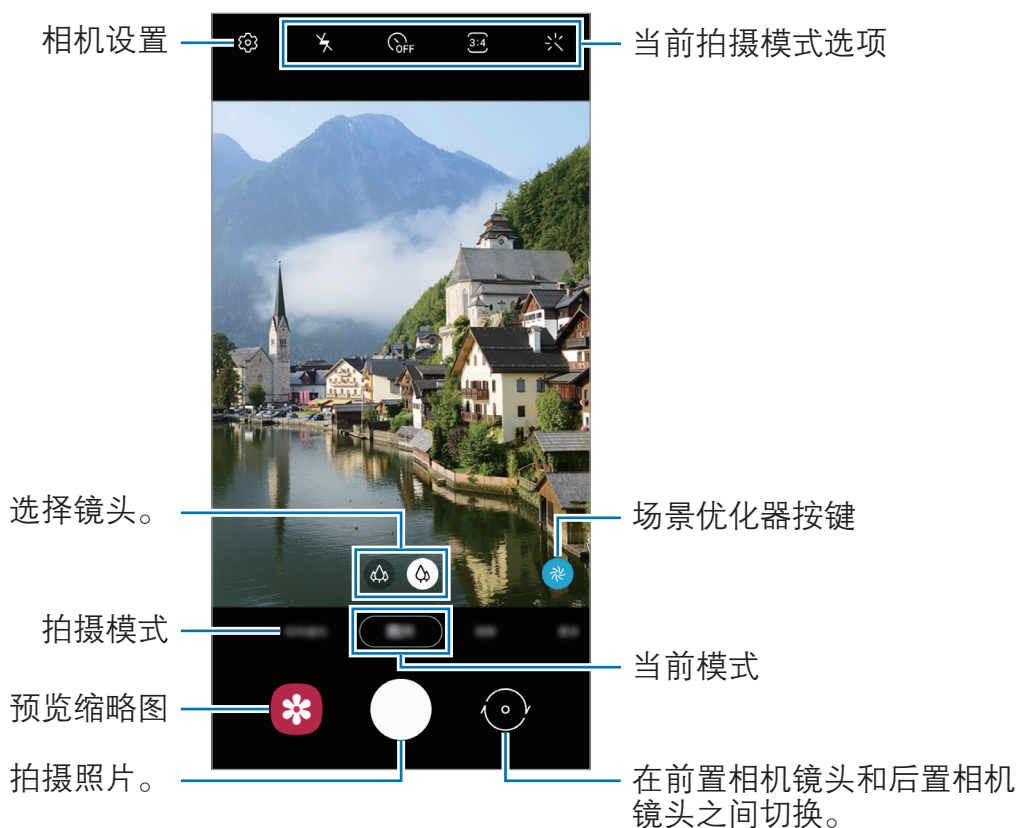 相机设置
OFF
3:4
当前拍摄模式选项
选择镜头。
场景优化器按键
拍摄模式
当前模式
预览缩略图
拍摄照片。
在前置相机镜头和后置相机
镜头之间切换。